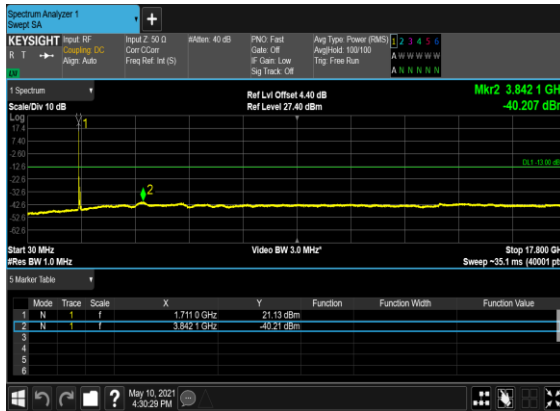 Spectrum Analyzer 1
Swept SA
KEYSIGHT
R T
Input: RF
Coupling: DC
Align: Auto
Input Z: 50 Ω
Corr CCorr
Freq Ref: Int (S)
#Atten: 40 dB
PNO: Fast
Gate: Off
IF Gain: Low
Sig Track: Off
Avg Type: Power (RMS)
Avg|Hold: 100/100
Trig: Free Run
1 2 3 4 5 6
A W W W W W
A N N N N N
1 Spectrum
Scale/Div 10 dB
Ref Lvl Offset 4.40 dB
Ref Level 27.40 dBm
Mkr2 3.842 1 GHz
-40.207 dBm
Log
17.4
7.40
-2.60
-12.6
-22.6
-32.6
-42.6
-52.6
-62.6
1
2
DL1 -13.00 dBm
Start 30 MHz
#Res BW 1.0 MHz
Video BW 3.0 MHz*
Stop 17.800 GHz
Sweep ~35.1 ms (40001 pts)
5 Marker Table
Mode Trace Scale X Y Function Function Width Function Value
1 N 1 f 1.711 0 GHz 21.13 dBm
2 N 1 f 3.842 1 GHz -40.21 dBm
3
4
5
6
?
May 10, 2021
4:30:29 PM